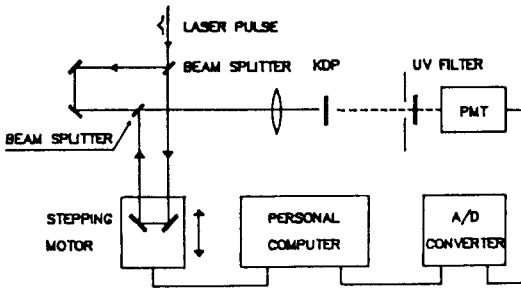 LASER PULSE
BEAM SPLITTER
KDP
UV FILTER
PMT
BEAM SPLITTER
STEPPING
MOTOR
PERSONAL
COMPUTER
A/D
CONVERTER